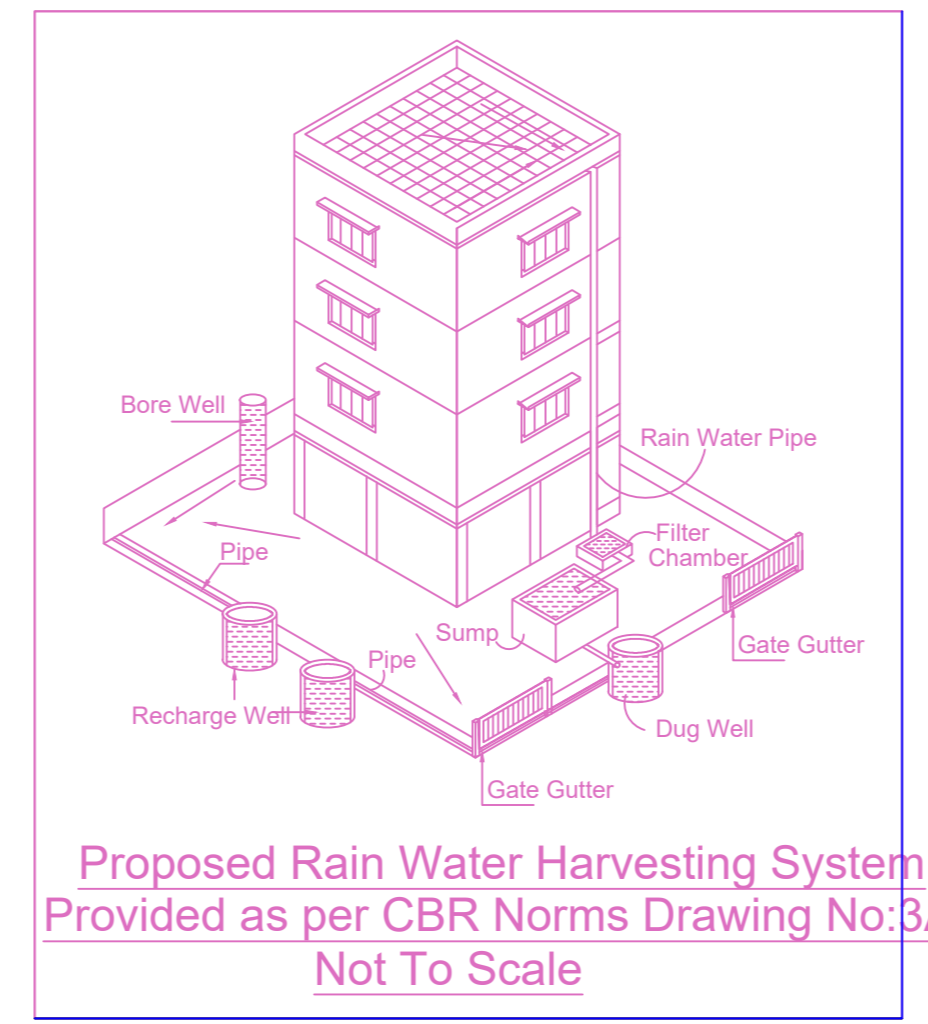 Bore Well
Rain Water Pipe
Filter
Chamber
Pipe
Sump
Gate Gutter
Pipe
Recharge Well
Dug Well
Gate Gutter
Proposed Rain Water Harvesting System
Provided as per CBR Norms Drawing No:3
Not To Scale